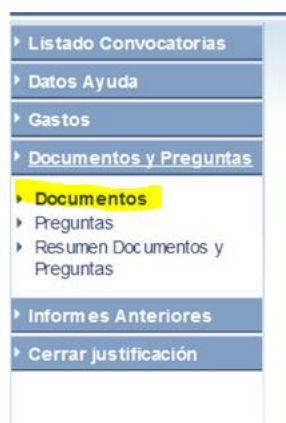 Listado Convocatorias
Datos Ayuda
Gastos
Documentos y Preguntas
Documentos
Preguntas
Resumen Documentos y
Preguntas
Informes Anteriores
Cerrar justificación